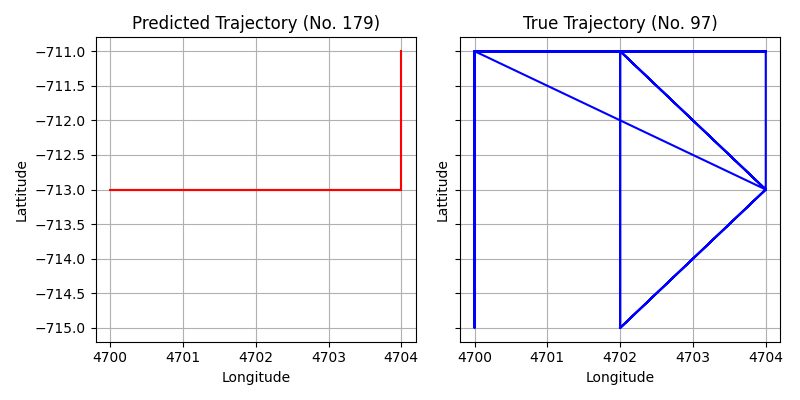 Predicted Trajectory (No. 179)
True Trajectory (No. 97)
−711.0
−711.5
−712.0
−712.5
−713.0
−713.5
−714.0
−714.5
−715.0
Lattitude
Lattitude
4700 4701 4702 4703 4704
4700 4701 4702 4703 4704
Longitude
Longitude